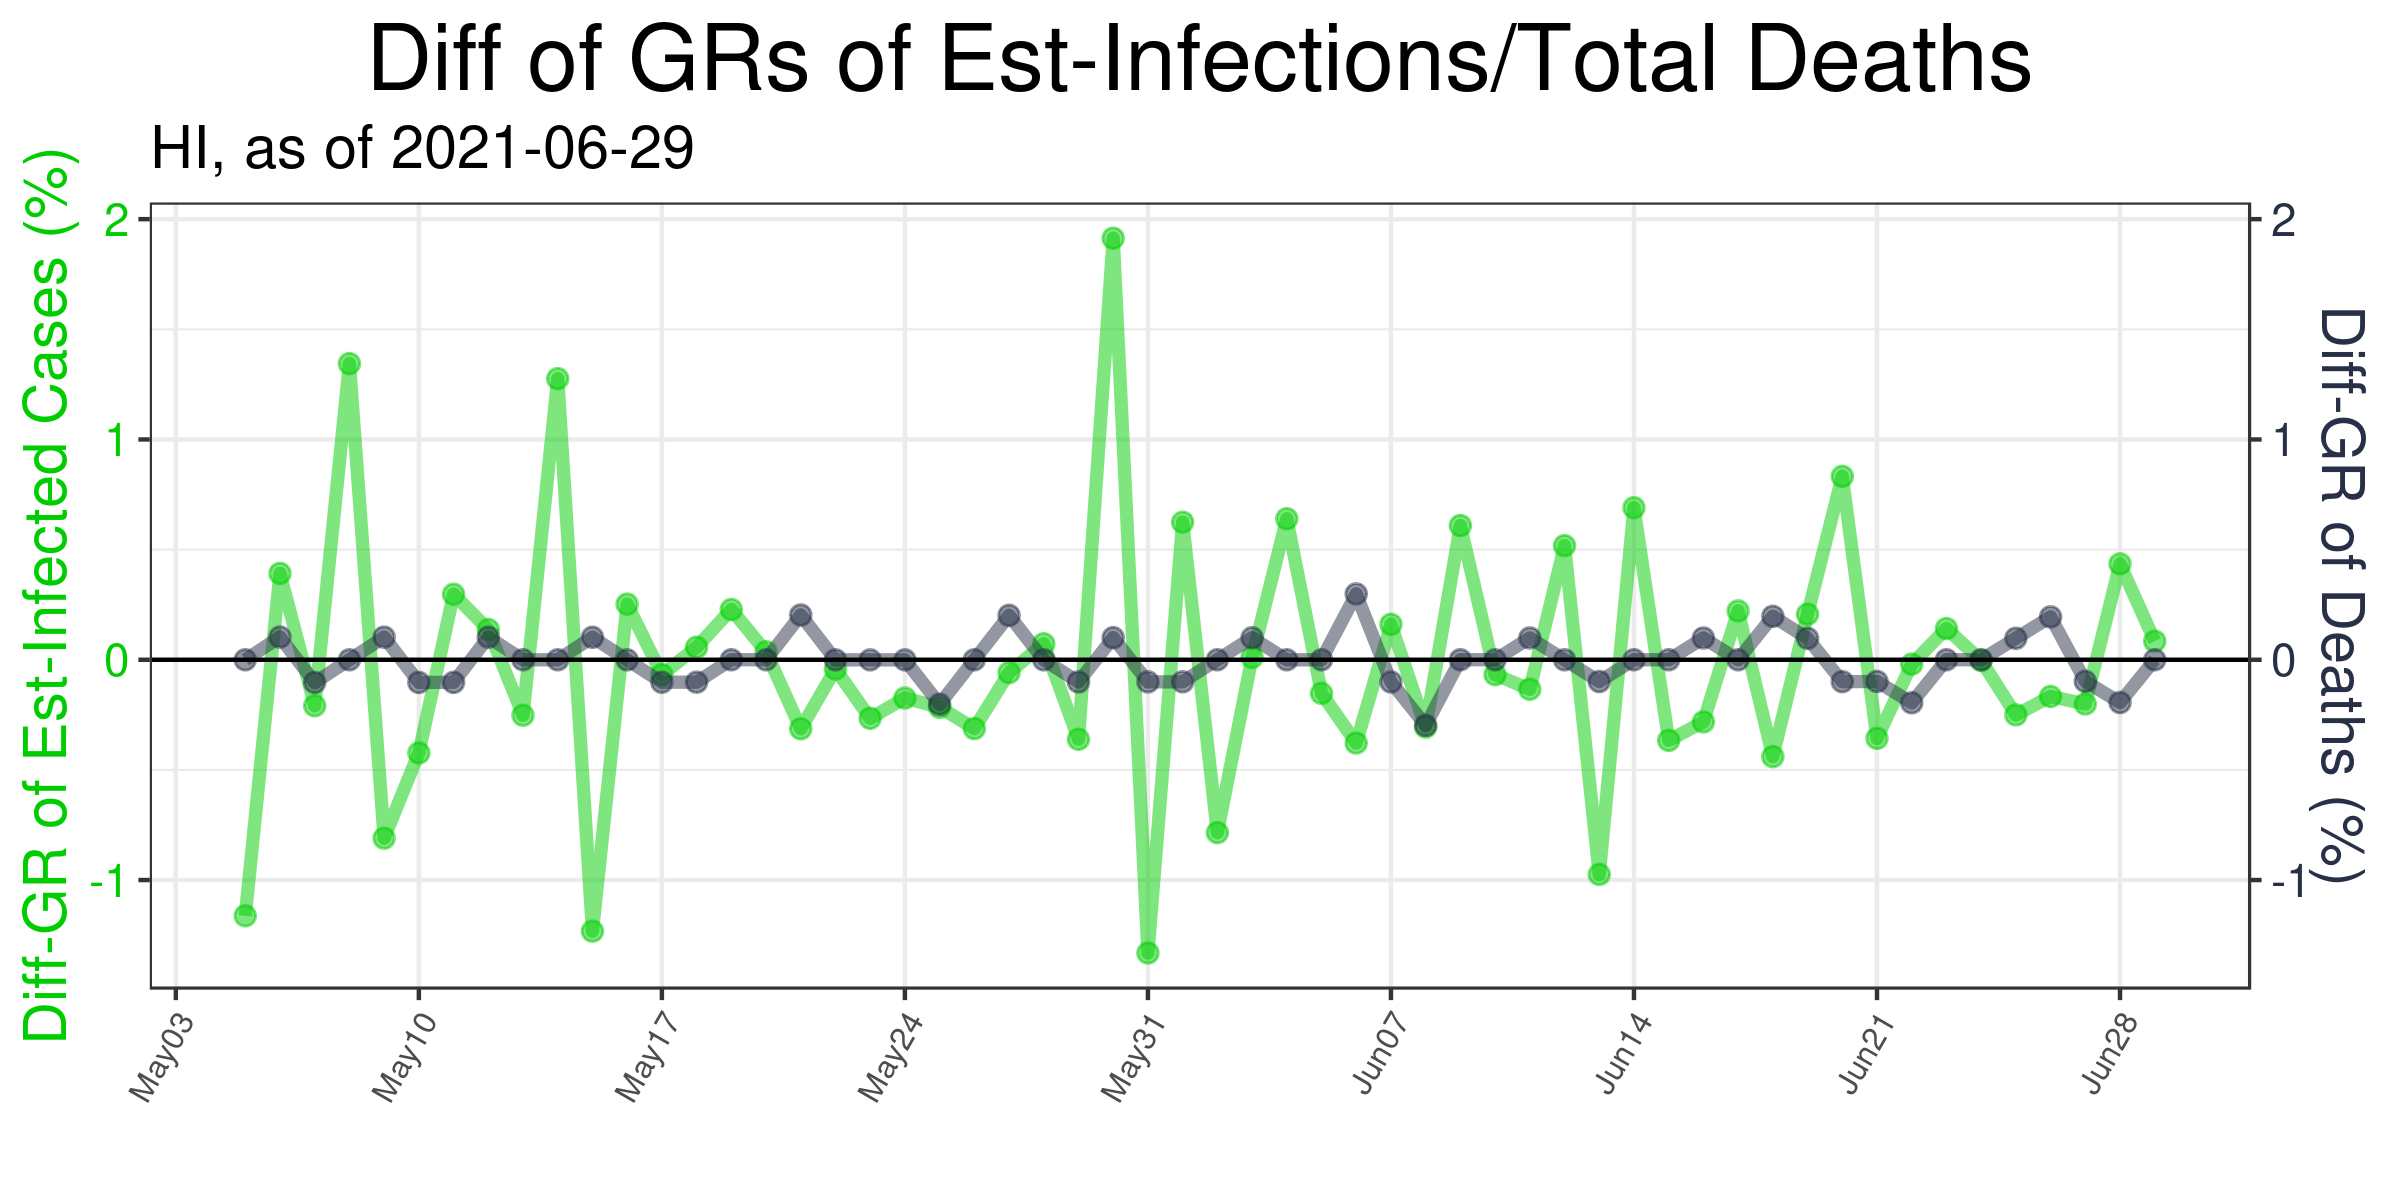 Diff of GRs of Est-Infections/Total Deaths
HI, as of 2021-06-29
Diff-GR of Est-Infected Cases (%)
2
1
0
-1
2
1
0
-1
Diff-GR of Deaths (%)
May03
May10
May17
May24
May31
Jun07
Jun14
Jun21
Jun28